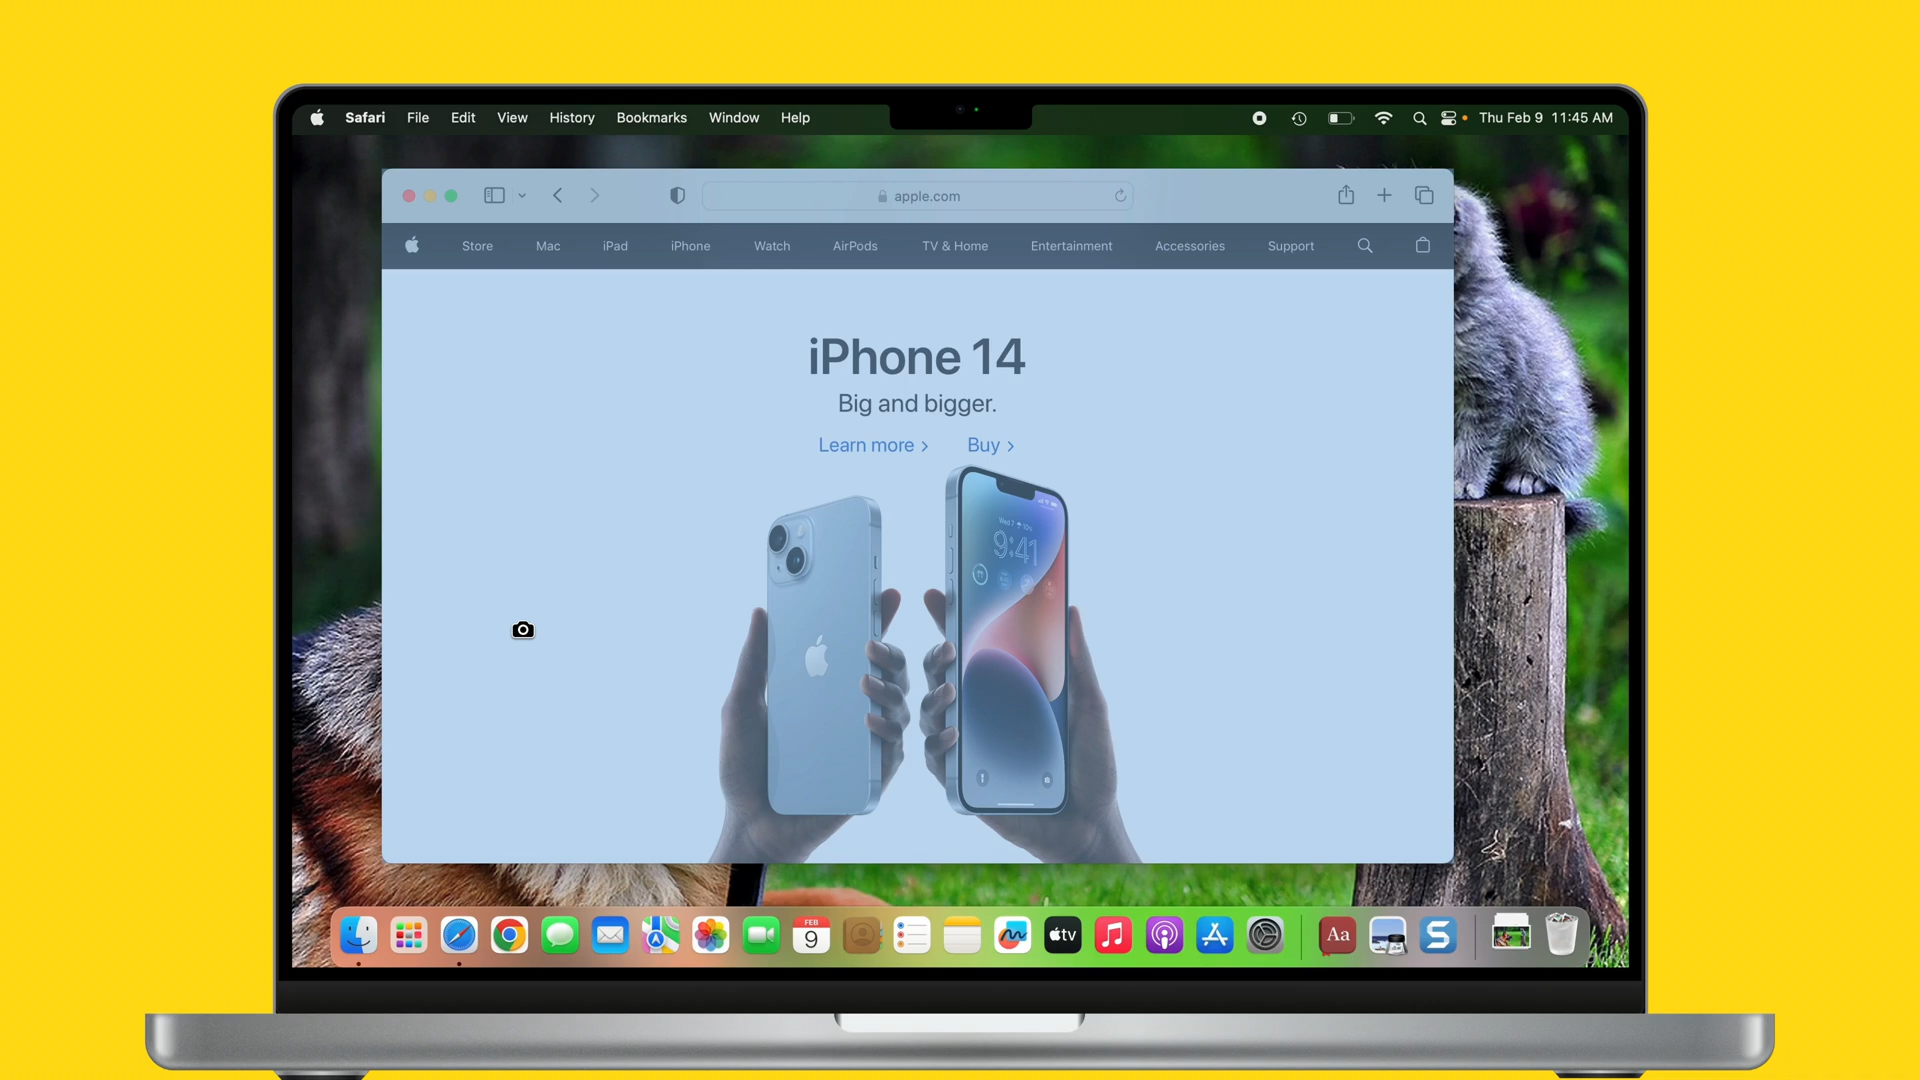 Safari File Edit View History Bookmarks Window Help Thu Feb 9 11:45 AM
apple.com
Store Mac iPad iPhone Watch AirPods TV & Home Entertainment Accessories Support
iPhone 14
Big and bigger.
Learn more > Buy >
9:41
FEB
9
tv
Aa
S